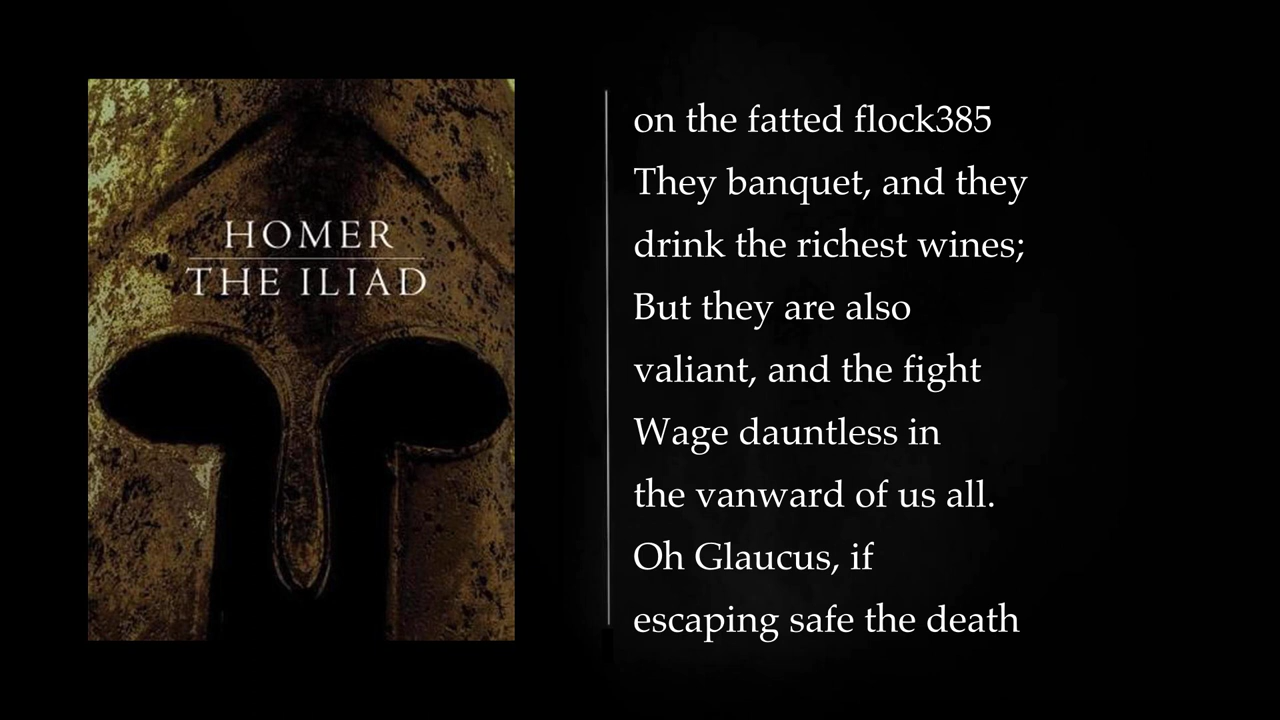 HOMER
THE ILIAD
on the fatted flock385
They banquet, and they
drink the richest wines;
But they are also
valiant, and the fight
Wage dauntless in
the vanward of us all.
Oh Glaucus, if
escaping safe the death